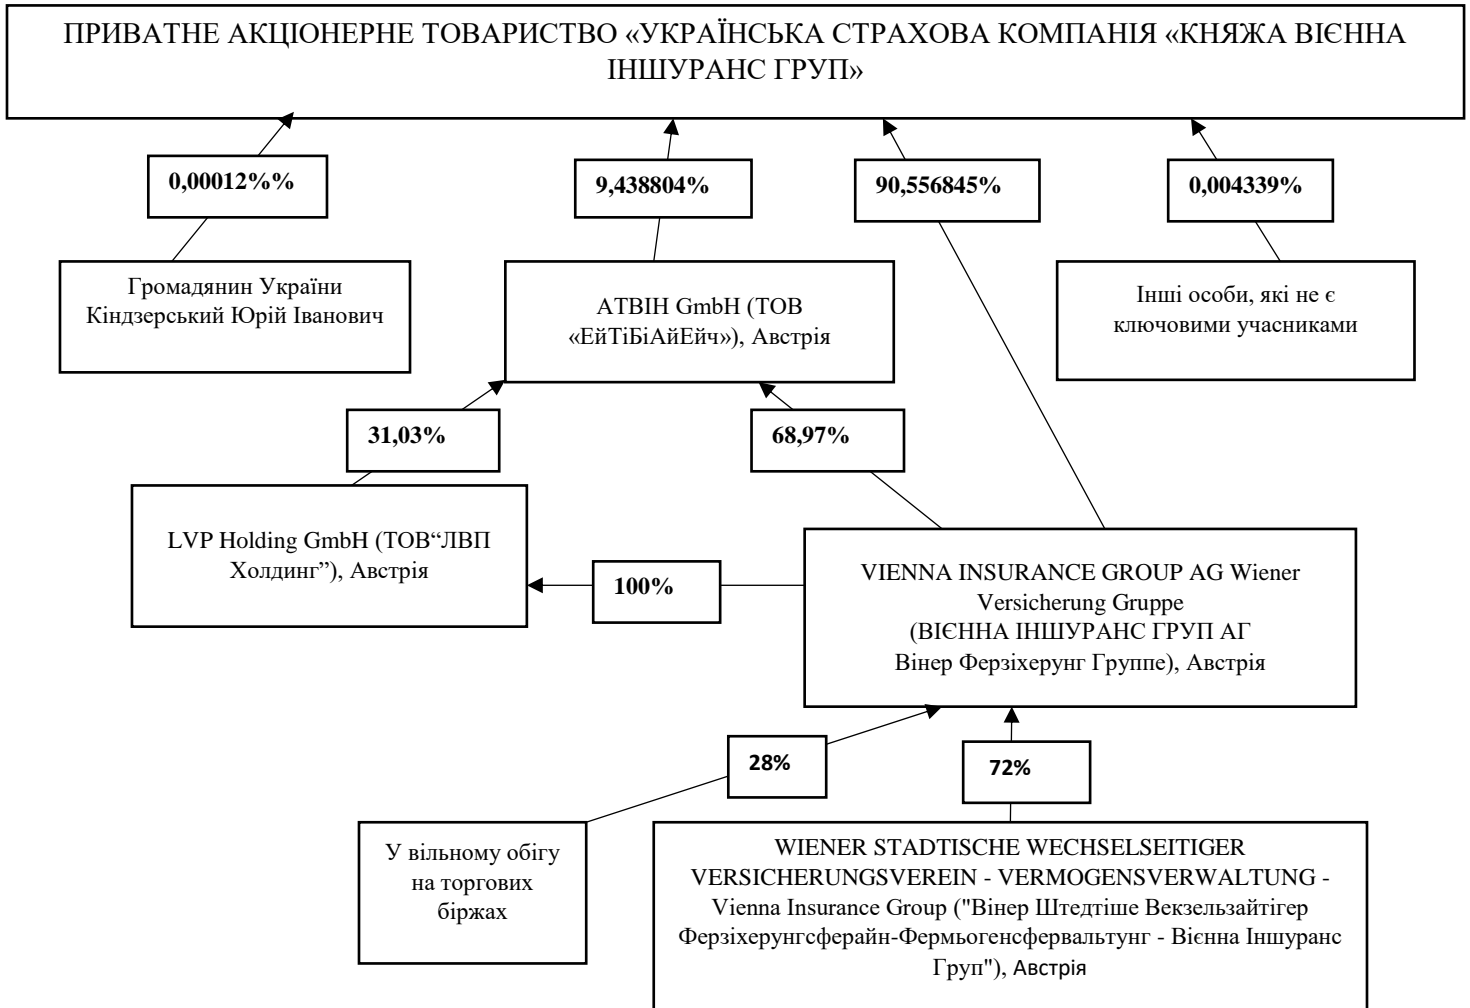 ПРИВАТНЕ АКЦІОНЕРНЕ ТОВАРИСТВО «УКРАЇНСЬКА СТРАХОВА КОМПАНІЯ «КНЯЖА ВІЄННА
ІНШУРАНС ГРУП»
0,00012%%
9,438804%
90,556845%
0,004339%
Громадянин України
Кіндзерський Юрій Іванович
АТВІН GmbH (ТОВ
«ЕйТіБіАйЕйч»), Австрія
Інші особи, які не є
ключовими учасниками
31,03%
68,97%
LVP Holding GmbH (ТОВ“ЛВП
Холдинг”), Австрія
100%
VIENNA INSURANCE GROUP AG Wiener
Versicherung Gruppe
(ВІЄННА ІНШУРАНС ГРУП АГ
Вінер Ферзіхерунг Группе), Австрія
28%
72%
У вільному обігу
на торгових
біржах
WIENER STADTISCHE WECHSELSEITIGER
VERSICHERUNGSVEREIN - VERMOGENSVERWALTUNG -
Vienna Insurance Group ("Вінер Штедтіше Векзельзайтігер
Ферзіхерунгсферайн-Фермьогенсфервальтунг - Вієнна Іншуранс
Груп"), Австрія